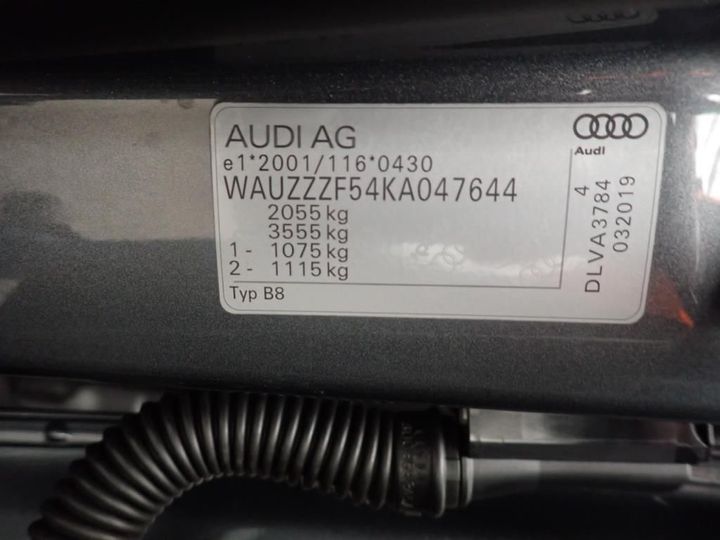 AUDI AG
Audi
e1*2001/116*0430
WAUZZZF54KA047644
2055 kg
3555 kg
1 - 1075 kg
2 - 1115 kg
Typ B8
4
DLVA3784
032019